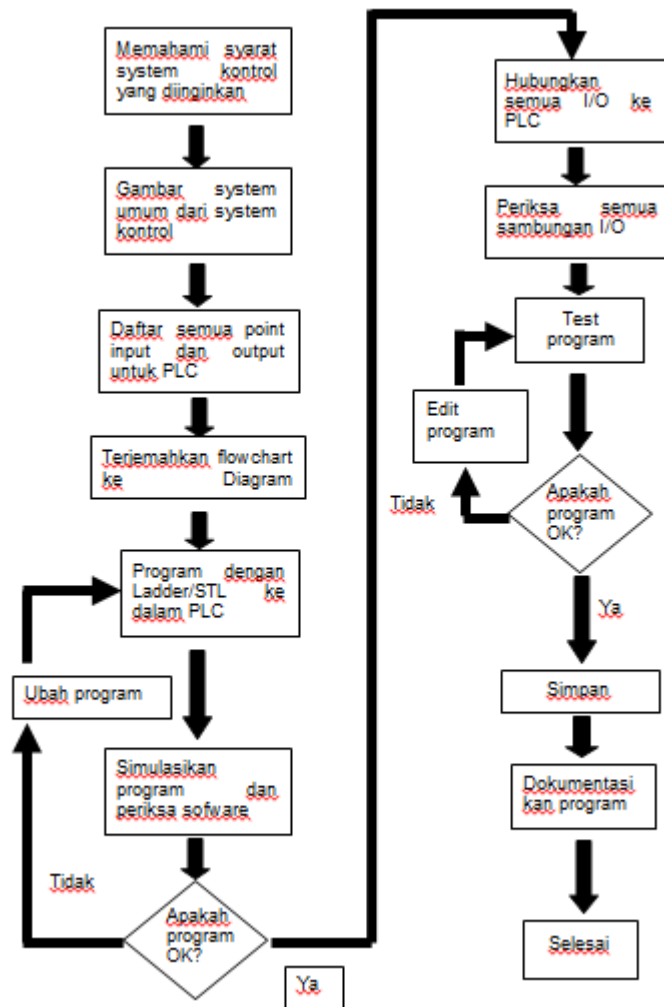 Memahami syarat
system kontrol
yang diinginkan
Gambar system
umum dari system
kontrol
Daftar semua point
input dan output
untuk PLC
Terjemahkan flowchart
ke Diagram
Program dengan
Ladder/STL ke
dalam PLC
Ubah program
Simulasikan
program dan
periksa sofware
Tidak
Apakah
program
OK?
Ya
Hubungkan
semua I/O ke
PLC
Periksa semua
sambungan I/O
Test
program
Edit
program
Tidak
Apakah
program
OK?
Ya
Simpan
Dokumentasi
kan program
Selesai